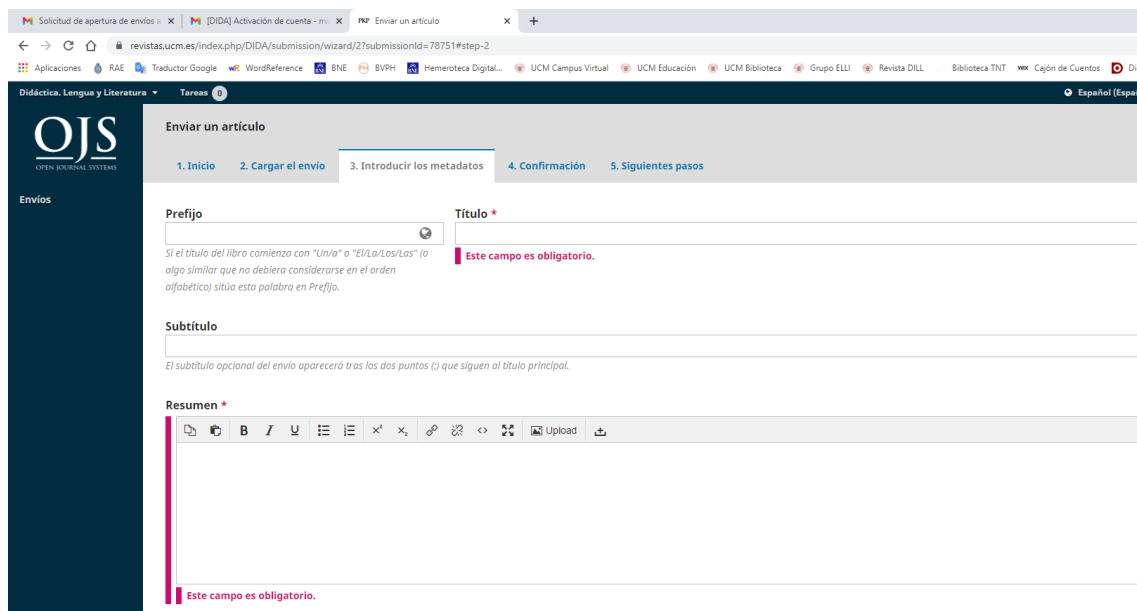 Solicitud de apertura de envíos a
[DIDA] Activación de cuenta - mi
PKP Enviar un artículo
revistas.ucm.es/index.php/DIDA/submission/wizard/2?submissionId=78751#step-2
Aplicaciones RAE Traductor Google WordReference BNE BVPH Hemeroteca Digital... UCM Campus Virtual UCM Educación UCM Biblioteca Grupo ELLI Revista DILL Biblioteca TNT WIX Cajón de Cuentos Di
Didáctica. Lengua y Literatura Tareas 0 Español (Espa
OJS
OPEN JOURNAL SYSTEMS
Envíos
Enviar un artículo
1. Inicio 2. Cargar el envío 3. Introducir los metadatos 4. Confirmación 5. Siguientes pasos
Prefijo Título *
Si el título del libro comienza con "Un/a" o "El/La/Los/Las" (o
algo similar que no debiera considerarse en el orden
alfabético) sitúa esta palabra en Prefijo.
Este campo es obligatorio.
Subtítulo
El subtítulo opcional del envío aparecerá tras los dos puntos (:) que siguen al título principal.
Resumen *
B I U x² x₂ Upload
Este campo es obligatorio.